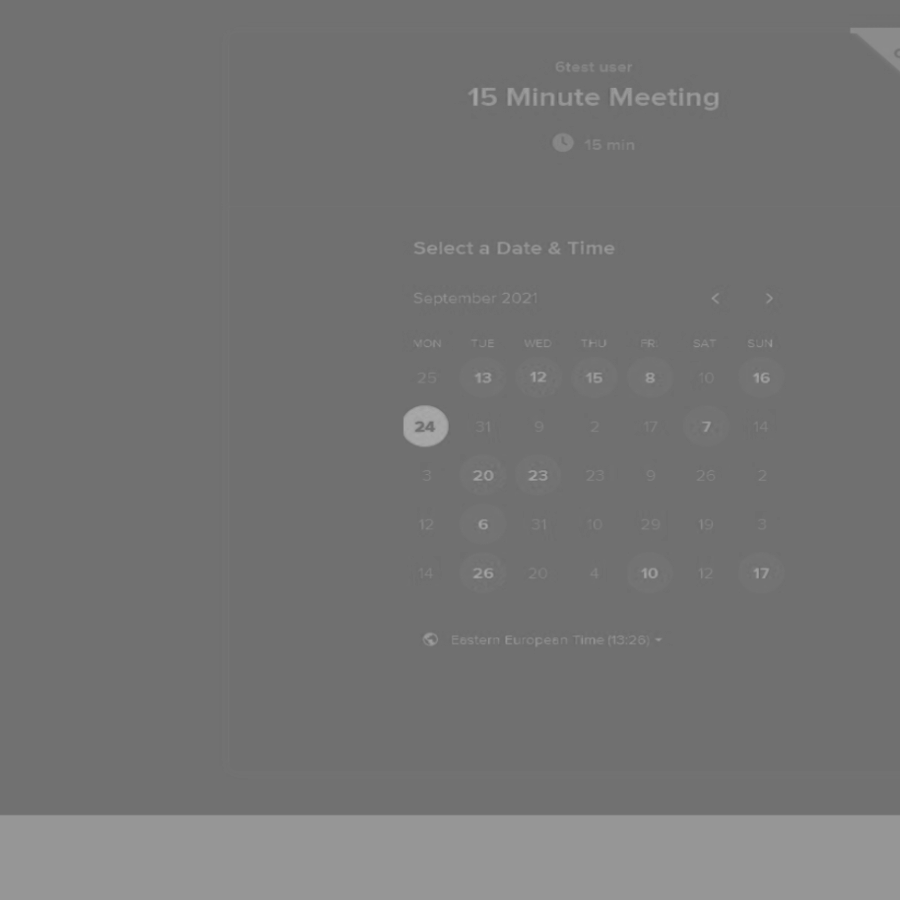 6test user
15 Minute Meeting
15 min
Select a Date & Time
September 2021
MON TUE WED THU FRI SAT SUN
25 13 12 15 8 10 16
24 31 9 2 17 7 14
3 20 23 23 9 26 2
12 6 31 10 29 19 3
14 26 20 4 10 12 17
Eastern European Time (13:26)